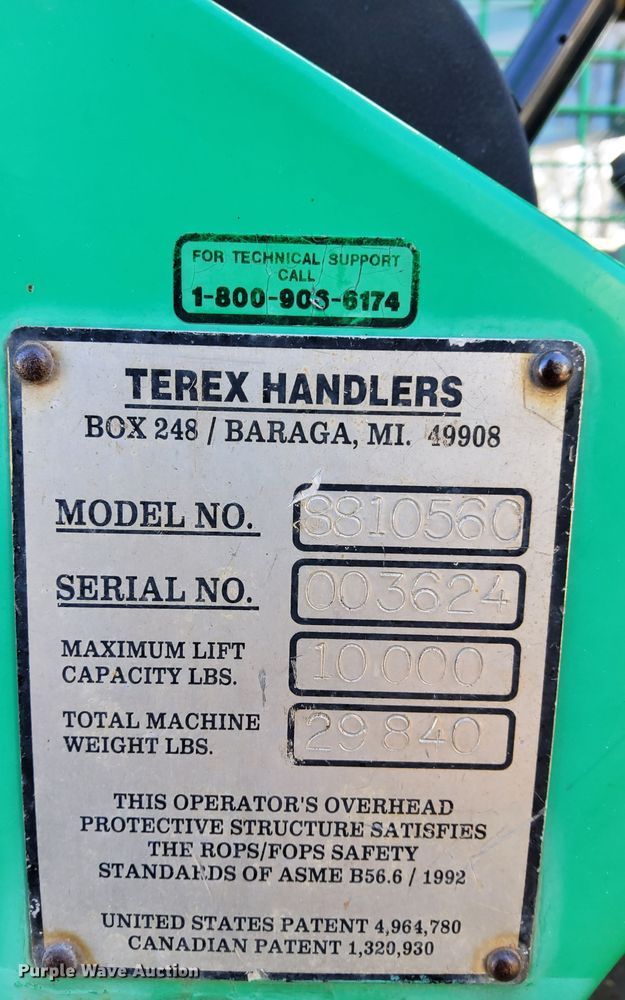 FOR TECHNICAL SUPPORT
CALL
1-800-906-6174
TEREX HANDLERS
BOX 248 / BARAGA, MI. 49908
MODEL NO. SS1056C
SERIAL NO. 003624
MAXIMUM LIFT
CAPACITY LBS. 10 000
TOTAL MACHINE
WEIGHT LBS. 29 840
THIS OPERATOR'S OVERHEAD
PROTECTIVE STRUCTURE SATISFIES
THE ROPS/FOPS SAFETY
STANDARDS OF ASME B56.6 / 1992
UNITED STATES PATENT 4,964,780
CANADIAN PATENT 1,320,930
Purple Wave Auction